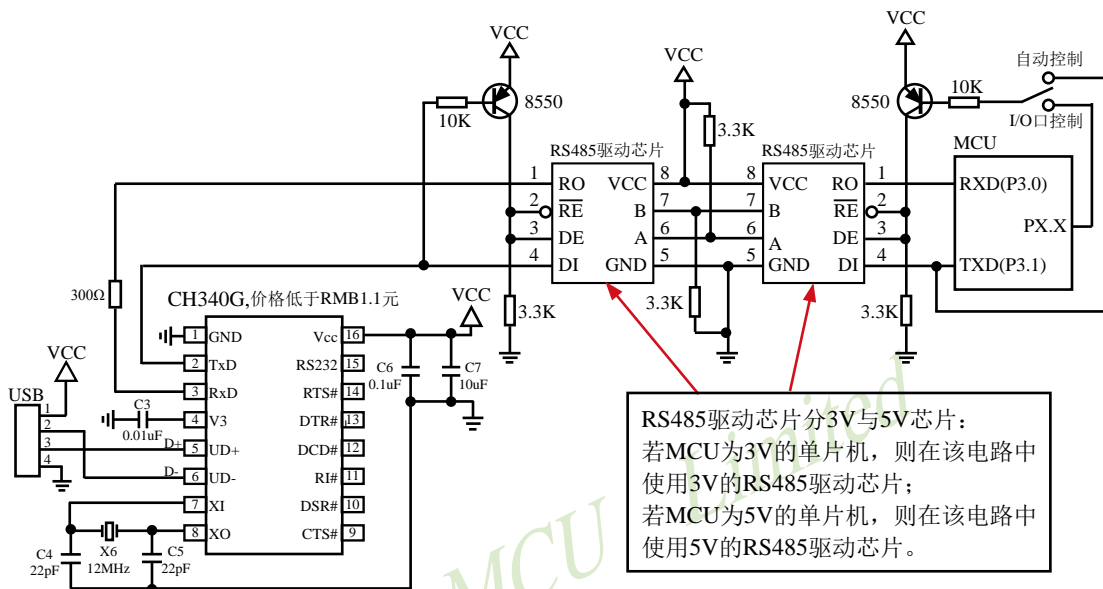 VCC
8550
10K
VCC
3.3K
VCC
8550
10K
自动控制
I/O口控制
RS485驱动芯片
1 RO VCC 8
2 RE B 7
3 DE A 6
4 DI GND 5
RS485驱动芯片
8 VCC RO 1
7 B RE 2
6 A DE 3
5 GND DI 4
MCU
RXD(P3.0)
PX.X
TXD(P3.1)
3.3K
3.3K
3.3K
300Ω
CH340G,价格低于RMB1.1元
1 GND Vcc 16
2 TxD RS232 15
3 RxD RTS# 14
4 V3 DTR# 13
5 UD+ DCD# 12
6 UD- RI# 11
7 XI DSR# 10
8 XO CTS# 9
VCC
C6
0.1uF
C7
10uF
VCC
USB
1
2
3
4
C3
0.01uF
D+
D-
C4
22pF
X6
12MHz
C5
22pF
RS485驱动芯片分3V与5V芯片：
若MCU为3V的单片机，则在该电路中
使用3V的RS485驱动芯片；
若MCU为5V的单片机，则在该电路中
使用5V的RS485驱动芯片。
MCU Limited